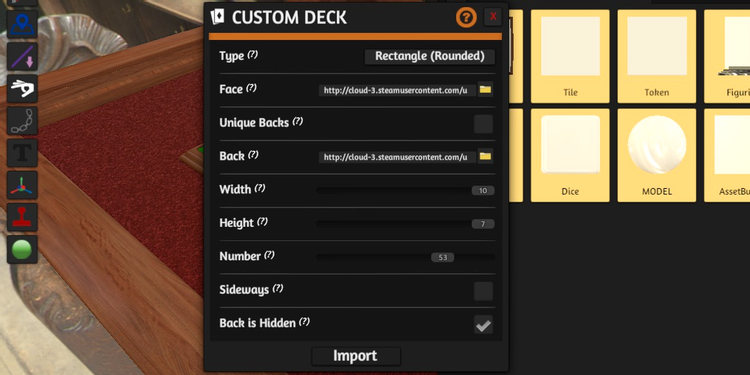 CUSTOM DECK
?
X
Type (?)
Rectangle (Rounded)
Face (?)
http://cloud-3.steamusercontent.com/u
Unique Backs (?)
Back (?)
http://cloud-3.steamusercontent.com/u
Width (?)
10
Height (?)
7
Number (?)
53
Sideways (?)
Back is Hidden (?)
Import
T
Tile
Token
Figuri
Dice
MODEL
AssetBu